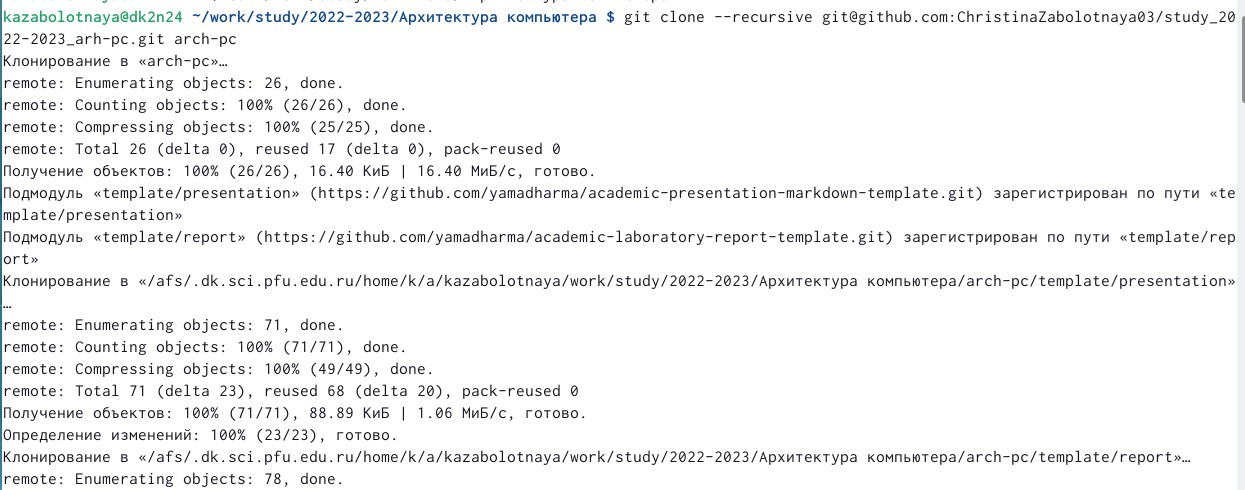 kazabolotnaya@dk2n24 ~/work/study/2022-2023/Архитектура компьютера $ git clone --recursive git@github.com:ChristinaZabolotnaya03/study_20
22-2023_arh-pc.git arch-pc
Клонирование в «arch-pc»…
remote: Enumerating objects: 26, done.
remote: Counting objects: 100% (26/26), done.
remote: Compressing objects: 100% (25/25), done.
remote: Total 26 (delta 0), reused 17 (delta 0), pack-reused 0
Получение объектов: 100% (26/26), 16.40 КиБ | 16.40 МиБ/с, готово.
Подмодуль «template/presentation» (https://github.com/yamadharma/academic-presentation-markdown-template.git) зарегистрирован по пути «te
mplate/presentation»
Подмодуль «template/report» (https://github.com/yamadharma/academic-laboratory-report-template.git) зарегистрирован по пути «template/rep
ort»
Клонирование в «/afs/.dk.sci.pfu.edu.ru/home/k/a/kazabolotnaya/work/study/2022-2023/Архитектура компьютера/arch-pc/template/presentation»
…
remote: Enumerating objects: 71, done.
remote: Counting objects: 100% (71/71), done.
remote: Compressing objects: 100% (49/49), done.
remote: Total 71 (delta 23), reused 68 (delta 20), pack-reused 0
Получение объектов: 100% (71/71), 88.89 КиБ | 1.06 МиБ/с, готово.
Определение изменений: 100% (23/23), готово.
Клонирование в «/afs/.dk.sci.pfu.edu.ru/home/k/a/kazabolotnaya/work/study/2022-2023/Архитектура компьютера/arch-pc/template/report»…
remote: Enumerating objects: 78, done.